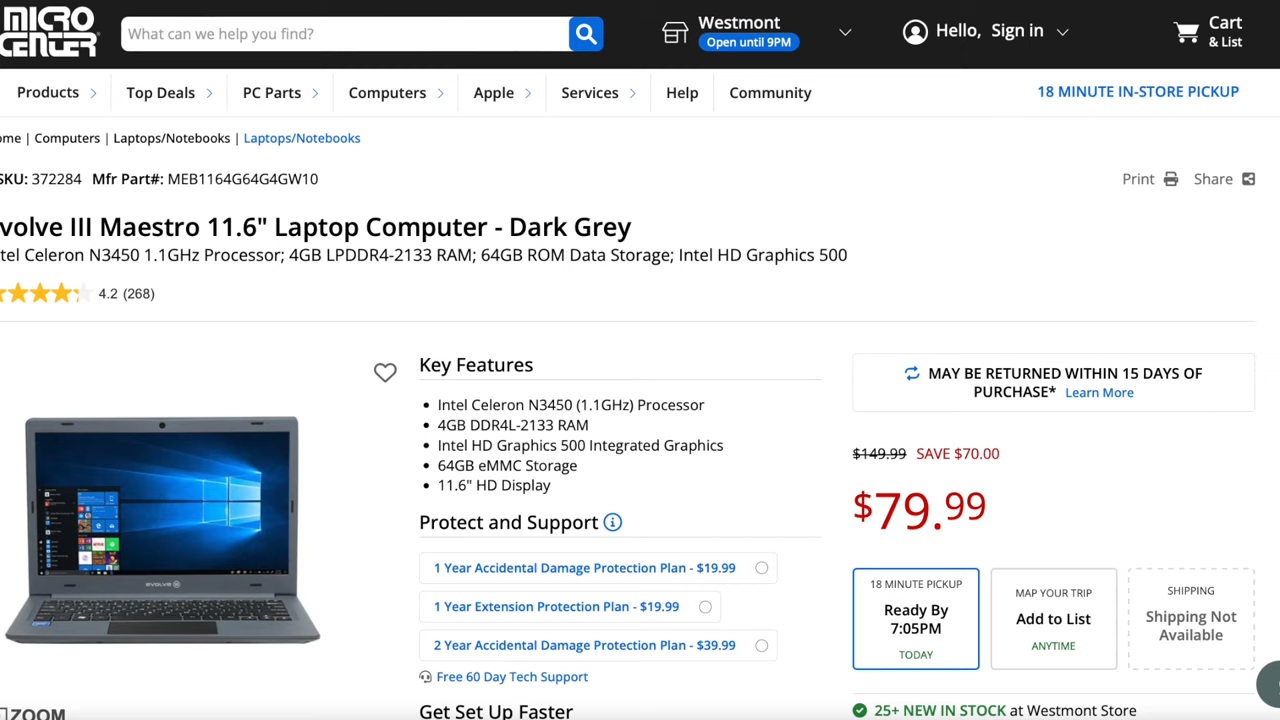 MICRO CENTER
What can we help you find?
Westmont
Open until 9PM
Hello, Sign in
Cart
& List
Products
Top Deals
PC Parts
Computers
Apple
Services
Help
Community
18 MINUTE IN-STORE PICKUP
ome | Computers | Laptops/Notebooks | Laptops/Notebooks
SKU: 372284 Mfr Part#: MEB1164G64G4GW10
Print
Share
volve III Maestro 11.6" Laptop Computer - Dark Grey
tel Celeron N3450 1.1GHz Processor; 4GB LPDDR4-2133 RAM; 64GB ROM Data Storage; Intel HD Graphics 500
4.2 (268)
Key Features
• Intel Celeron N3450 (1.1GHz) Processor
• 4GB DDR4L-2133 RAM
• Intel HD Graphics 500 Integrated Graphics
• 64GB eMMC Storage
• 11.6" HD Display
EVOLVE III
ZOOM
Protect and Support
1 Year Accidental Damage Protection Plan - $19.99
1 Year Extension Protection Plan - $19.99
2 Year Accidental Damage Protection Plan - $39.99
Free 60 Day Tech Support
Get Set Up Faster
MAY BE RETURNED WITHIN 15 DAYS OF
PURCHASE* Learn More
$149.99 SAVE $70.00
$79.99
18 MINUTE PICKUP
Ready By
7:05PM
TODAY
MAP YOUR TRIP
Add to List
ANYTIME
SHIPPING
Shipping Not
Available
25+ NEW IN STOCK at Westmont Store